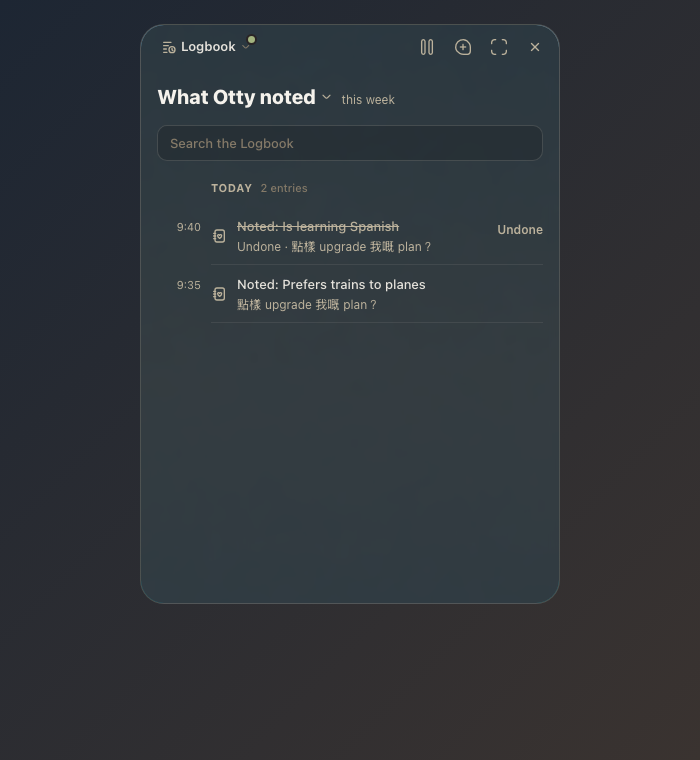 Logbook
What Otty noted this week
Search the Logbook
TODAY 2 entries
9:40 Noted: Is learning Spanish Undone
Undone · 點樣 upgrade 我嘅 plan ?
9:35 Noted: Prefers trains to planes
點樣 upgrade 我嘅 plan ?